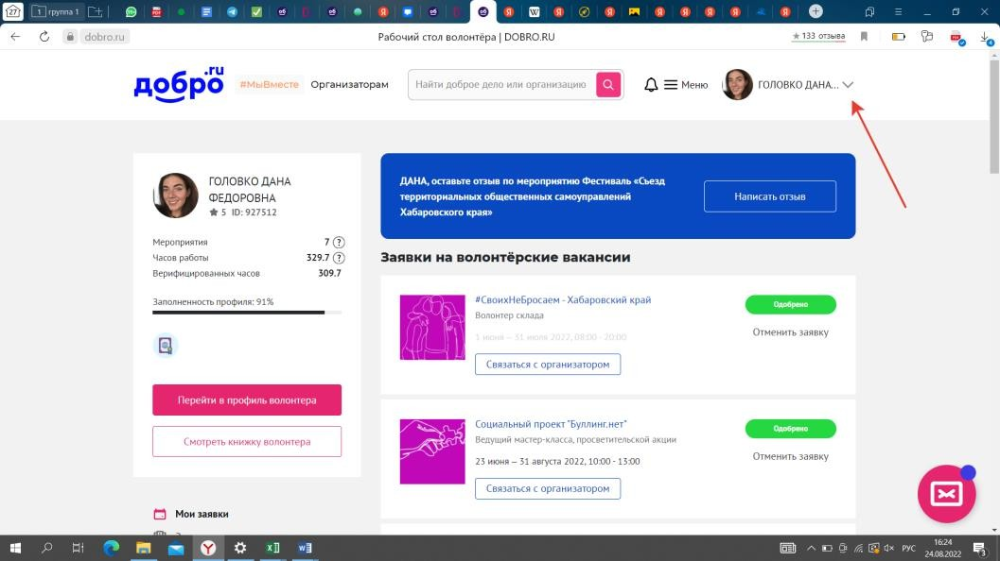 27
1 группа 1
dobro.ru
Рабочий стол волонтёра | DOBRO.RU
★ 133 отзыва
добро.ru
#МыВместе
Организаторам
Найти доброе дело или организацию
Меню
ГОЛОВКО ДАНА...
ГОЛОВКО ДАНА
ФЕДОРОВНА
★ 5 ID: 927512
Мероприятия 7 ?
Часов работы 329.7 ?
Верифицированных часов 309.7
Заполненность профиля: 91%
Перейти в профиль волонтера
Смотреть книжку волонтера
Мои заявки
ДАНА, оставьте отзыв по мероприятию Фестиваль «Съезд
территориальных общественных самоуправлений
Хабаровского края»
Написать отзыв
Заявки на волонтёрские вакансии
#СвоихНеБросаем - Хабаровский край
Волонтер склада
1 июня — 31 июля 2022, 08:00 - 20:00
Связаться с организатором
Одобрено
Отменить заявку
Социальный проект "Буллинг.нет"
Ведущий мастер-класса, просветительской акции
23 июня — 31 августа 2022, 10:00 - 13:00
Связаться с организатором
Одобрено
Отменить заявку
РУС
16:24
24.08.2022
3